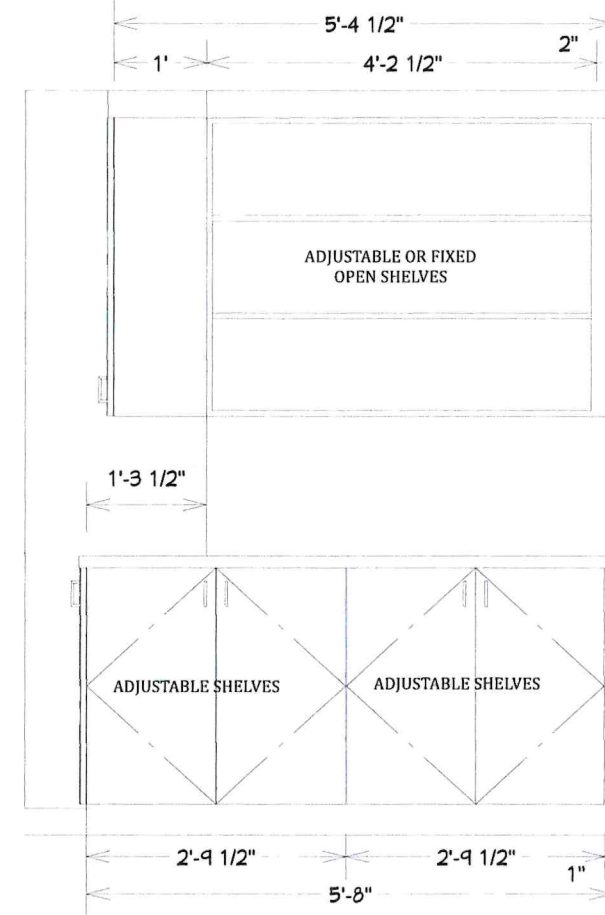 5'-4 1/2"
2"
1'
4'-2 1/2"
ADJUSTABLE OR FIXED
OPEN SHELVES
1'-3 1/2"
ADJUSTABLE SHELVES
ADJUSTABLE SHELVES
2'-9 1/2"
2'-9 1/2"
1"
5'-8"